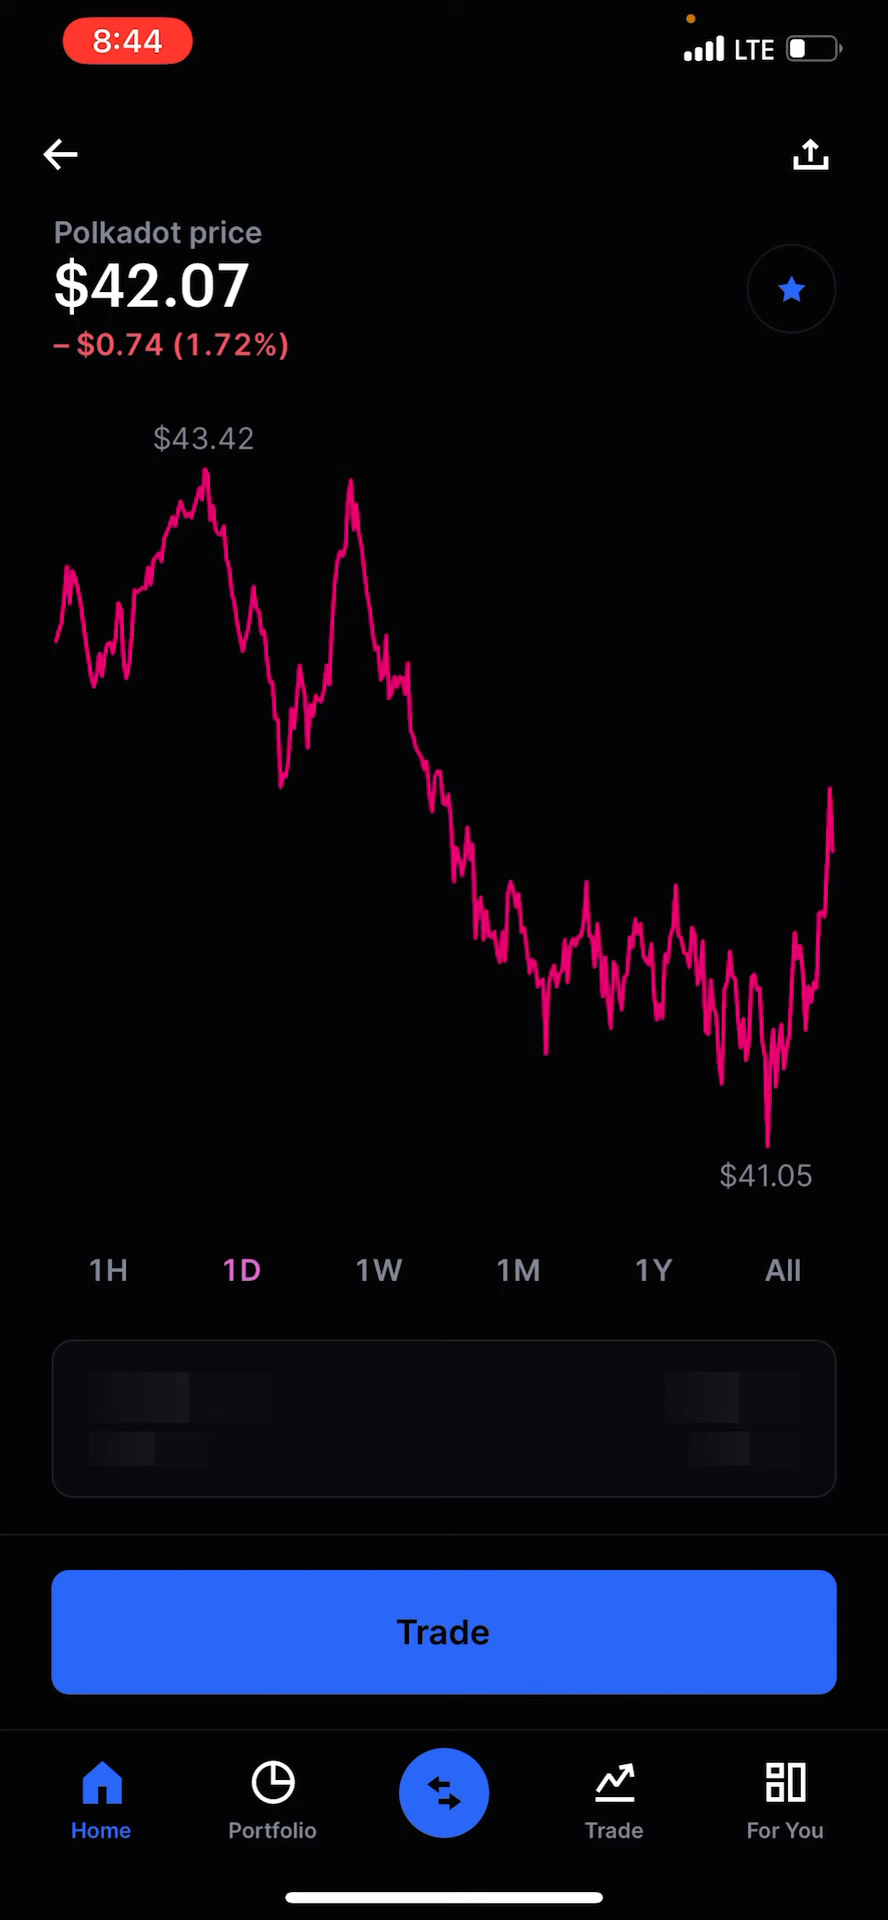 8:44
LTE
Polkadot price
$42.07
– $0.74 (1.72%)
$43.42
$41.05
1H 1D 1W 1M 1Y All
Trade
Home Portfolio Trade For You